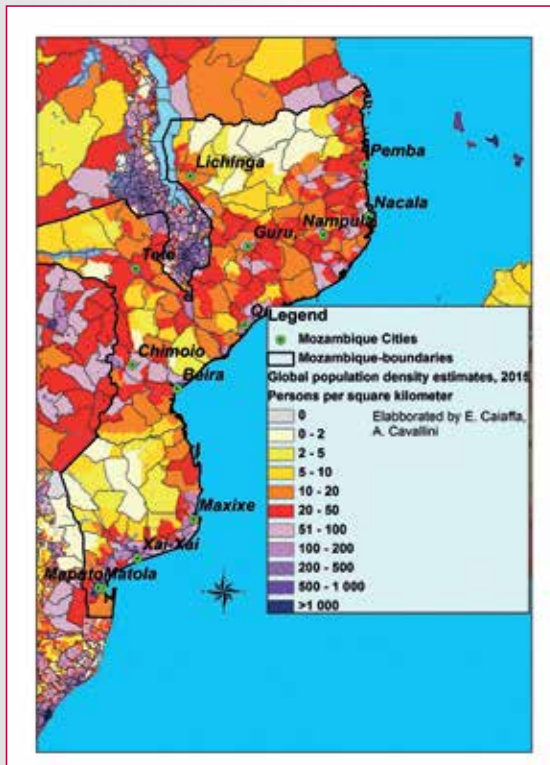 Lichinga
Pemba
Nacala
Nampula
Guru,
Tete
Chimoio
Beira
Maxixe
Xai-Xai
Maputo Matola
Legend
Mozambique Cities
Mozambique-boundaries
Global population density estimates, 2015
Persons per square kilometer
Elabborated by E. Caiaffa,
A. Cavallini
0
0 - 2
2 - 5
5 - 10
10 - 20
20 - 50
51 - 100
100 - 200
200 - 500
500 - 1 000
>1 000